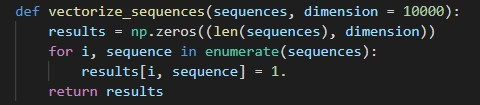 def vectorize_sequences(sequences, dimension = 10000):
    results = np.zeros((len(sequences), dimension))
    for i, sequence in enumerate(sequences):
        results[i, sequence] = 1.
    return results